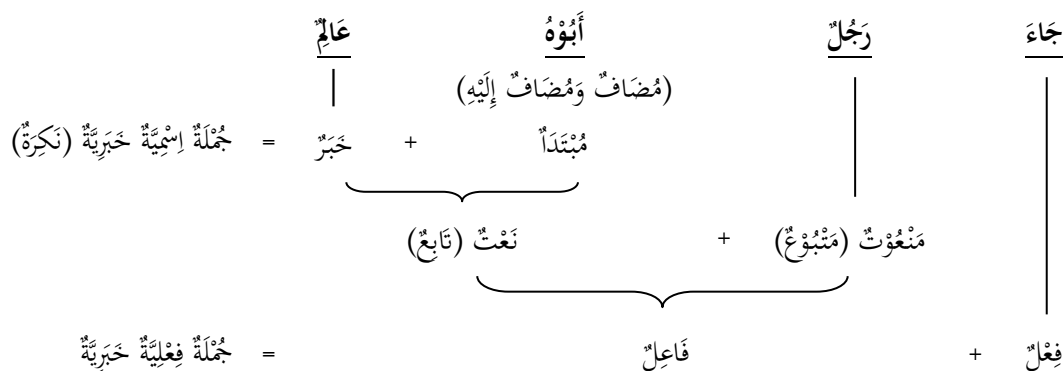 جَاءَ رَجُلٌ أَبُوْهُ عَالِمٌ
(مُضَافٌ وَمُضَافٌ إِلَيْهِ)
مُبْتَدَأٌ + خَبَرٌ = جُمْلَةٌ اِسْمِيَّةٌ خَبَرِيَّةٌ (نَكِرَةٌ)
مَنْعُوْتٌ (مَتْبُوْعٌ) + نَعْتٌ (تَابِعٌ)
فِعْلٌ + فَاعِلٌ = جُمْلَةٌ فِعْلِيَّةٌ خَبَرِيَّةٌ